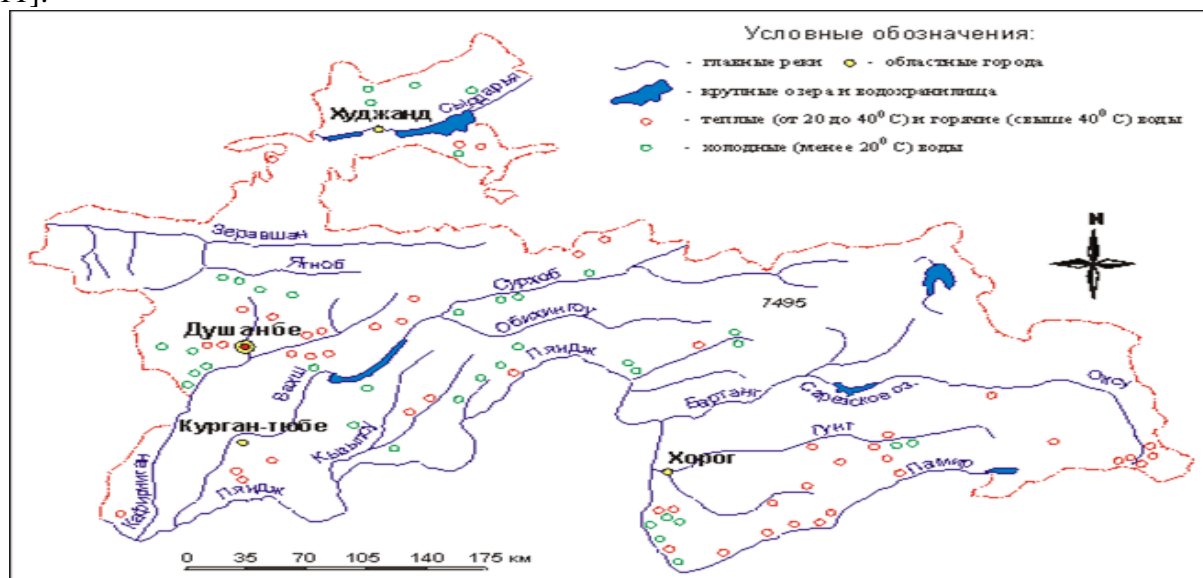 11].
Условные обозначения:
- главные реки - областные города
- крупные озера и водохранилища
- теплые (от 20 до 40⁰ С) и горячие (свыше 40⁰ С) воды
- холодные (менее 20⁰ С) воды
Сырдарья
Худжанд
N
Зеравшан
Ягноб
Сурхоб
7495
Обихингоу
Душанбе
Пяндж
Вахш
Бартанг
Сарезское оз.
Оксу
Курган-тюбе
Кызылсу
Гунт
Хорог
Памир
Кафирниган
Пяндж
0 35 70 105 140 175 км